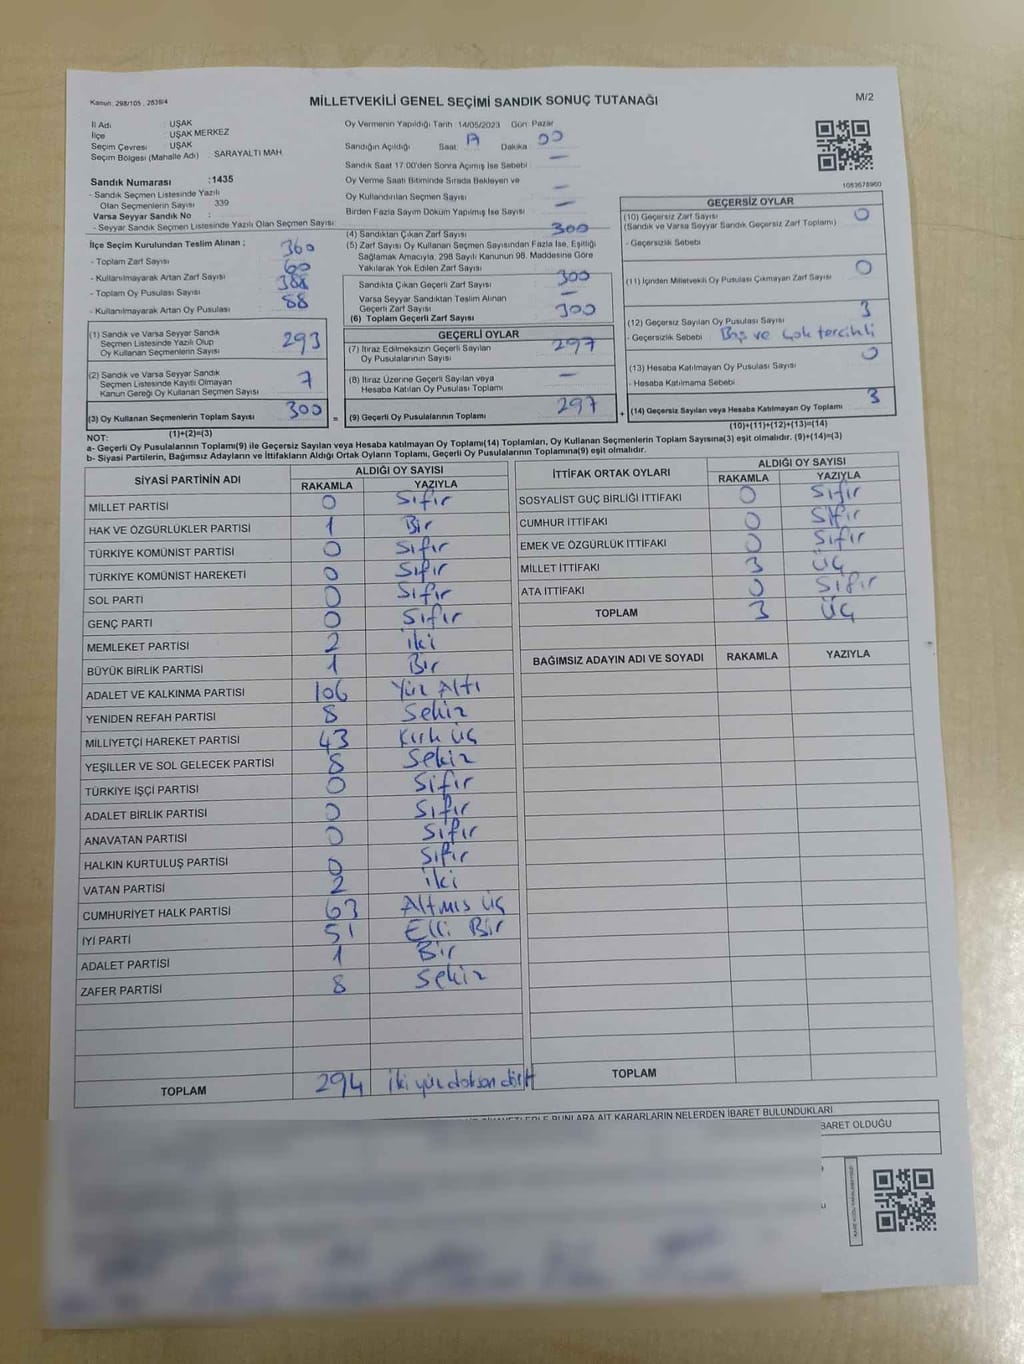 Kanun. 298/105 , 2839/4
MİLLETVEKİLİ GENEL SEÇİMİ SANDIK SONUÇ TUTANAĞI
M/2
İl Adı : UŞAK
İlçe : UŞAK MERKEZ
Seçim Çevresi : UŞAK
Seçim Bölgesi (Mahalle Adı) : SARAYALTI MAH
Oy Vermenin Yapıldığı Tarih 14/05/2023 Gün: Pazar
Sandığın Açıldığı Saat: 17 Dakika: 00
Sandık Saat 17:00'den Sonra Açımış İse Sebebi : —
Oy Verme Saati Bitiminde Sırada Bekleyen ve
Oy Kullandırılan Seçmen Sayısı : —
Birden Fazla Sayım Döküm Yapılmış İse Sayısı : —
1083678960
Sandık Numarası :1435
- Sandık Seçmen Listesinde Yazılı
Olan Seçmenlerin Sayısı : 339
Varsa Seyyar Sandık No :
- Seyyar Sandık Seçmen Listesinde Yazılı Olan Seçmen Sayısı:
İlçe Seçim Kurulundan Teslim Alınan ;
- Toplam Zarf Sayısı : 360
- Kullanılmayarak Artan Zarf Sayısı : 60
- Toplam Oy Pusulası Sayısı : 388
- Kullanılmayarak Artan Oy Pusulası : 88
(1) Sandık ve Varsa Seyyar Sandık
Seçmen Listesinde Yazılı Olup
Oy Kullanan Seçmenlerin Sayısı : 293
(2) Sandık ve Varsa Seyyar Sandık
Seçmen Listesinde Kayıtlı Olmayan
Kanun Gereği Oy Kullanan Seçmen Sayısı : 7
(3) Oy Kullanan Seçmenlerin Toplam Sayısı : 300 =
(1)+(2)=(3)
(4) Sandıktan Çıkan Zarf Sayısı : 300
(5) Zarf Sayısı Oy Kullanan Seçmen Sayısından Fazla İse, Eşitliği
Sağlamak Amacıyla, 298 Sayılı Kanunun 98. Maddesine Göre
Yakılarak Yok Edilen Zarf Sayısı :
Sandıkta Çıkan Geçerli Zarf Sayısı : 300
Varsa Seyyar Sandıktan Teslim Alınan
Geçerli Zarf Sayısı : —
(6) Toplam Geçerli Zarf Sayısı : 300
GEÇERLİ OYLAR
(7) İtiraz Edilmeksizin Geçerli Sayılan
Oy Pusulalarının Sayısı : 297
(8) İtiraz Üzerine Geçerli Sayılan veya
Hesaba Katılan Oy Pusulası Toplamı : —
(9) Geçerli Oy Pusulalarının Toplamı : 297 +
GEÇERSİZ OYLAR
(10) Geçersiz Zarf Sayısı : 0
(Sandık ve Varsa Seyyar Sandık Geçersiz Zarf Toplamı)
- Geçersizlik Sebebi :
(11) İçinden Milletvekili Oy Pusulası Çıkmayan Zarf Sayısı : 0
(12) Geçersiz Sayılan Oy Pusulası Sayısı : 3
- Geçersizlik Sebebi : Boş ve çok tercihli
(13) Hesaba Katılmayan Oy Pusulası Sayısı : 0
- Hesaba Katılmama Sebebi :
(14) Geçersiz Sayılan veya Hesaba Katılmayan Oy Toplamı : 3
(10)+(11)+(12)+(13)=(14)
NOT:
a- Geçerli Oy Pusulalarının Toplamı(9) ile Geçersiz Sayılan veya Hesaba katılmayan Oy Toplamı(14) Toplamları, Oy Kullanan Seçmenlerin Toplam Sayısına(3) eşit olmalıdır. (9)+(14)=(3)
b- Siyasi Partilerin, Bağımsız Adayların ve İttifakların Aldığı Ortak Oyların Toplamı, Geçerli Oy Pusulalarının Toplamına(9) eşit olmalıdır.
SİYASİ PARTİNİN ADI ALDIĞI OY SAYISI
RAKAMLA YAZIYLA
MİLLET PARTİSİ 0 Sıfır
HAK VE ÖZGÜRLÜKLER PARTİSİ 1 Bir
TÜRKİYE KOMÜNİST PARTİSİ 0 Sıfır
TÜRKİYE KOMÜNİST HAREKETİ 0 Sıfır
SOL PARTİ 0 Sıfır
GENÇ PARTİ 0 Sıfır
MEMLEKET PARTİSİ 2 iki
BÜYÜK BİRLİK PARTİSİ 1 Bir
ADALET VE KALKINMA PARTİSİ 106 Yüz Altı
YENİDEN REFAH PARTİSİ 8 Sekiz
MİLLİYETÇİ HAREKET PARTİSİ 43 Kırk Üç
YEŞİLLER VE SOL GELECEK PARTİSİ 8 Sekiz
TÜRKİYE İŞÇİ PARTİSİ 0 Sıfır
ADALET BİRLİK PARTİSİ 0 Sıfır
ANAVATAN PARTİSİ 0 Sıfır
HALKIN KURTULUŞ PARTİSİ 0 Sıfır
VATAN PARTİSİ 2 iki
CUMHURİYET HALK PARTİSİ 63 Altmış üç
İYİ PARTİ 51 Elli Bir
ADALET PARTİSİ 1 Bir
ZAFER PARTİSİ 8 Sekiz
TOPLAM 294 İki yüz doksan dört
İTTİFAK ORTAK OYLARI ALDIĞI OY SAYISI
RAKAMLA YAZIYLA
SOSYALİST GÜÇ BİRLİĞİ İTTİFAKI 0 Sıfır
CUMHUR İTTİFAKI 0 Sıfır
EMEK VE ÖZGÜRLÜK İTTİFAKI 0 Sıfır
MİLLET İTTİFAKI 3 Üç
ATA İTTİFAKI 0 Sıfır
TOPLAM 3 Üç
BAĞIMSIZ ADAYIN ADI VE SOYADI RAKAMLA YAZIYLA
TOPLAM
BUNLARA AİT KARARLARIN NELERDEN İBARET BULUNDUKLARI
BARET OLDUĞU